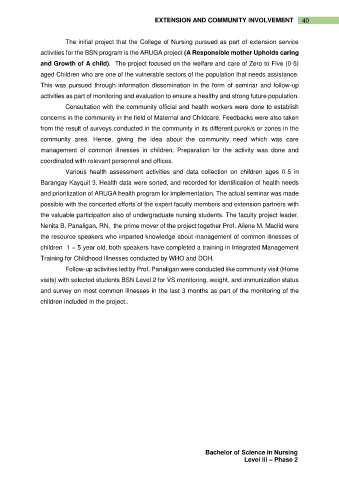 EXTENSION AND COMMUNITY INVOLVEMENT 40
The initial project that the College of Nursing pursued as part of extension service
activities for the BSN program is the ARUGA project (A Responsible mother Upholds caring
and Growth of A child). The project focused on the welfare and care of Zero to Five (0-5)
aged Children who are one of the vulnerable sectors of the population that needs assistance.
This was pursued through information dissemination in the form of seminar and follow-up
activities as part of monitoring and evaluation to ensure a healthy and strong future population.
Consultation with the community official and health workers were done to establish
concerns in the community in the field of Maternal and Childcare. Feedbacks were also taken
from the result of surveys conducted in the community in its different purok/s or zones in the
community area. Hence, giving the idea about the community need which was care
management of common illnesses in children. Preparation for the activity was done and
coordinated with relevant personnel and offices.
Various health assessment activities and data collection on children ages 0-5 in
Barangay Kayquit 3. Health data were sorted, and recorded for identification of health needs
and prioritization of ARUGA health program for implementation. The actual seminar was made
possible with the concerted efforts of the expert faculty members and extension partners with
the valuable participation also of undergraduate nursing students. The faculty project leader,
Nenita B. Panaligan, RN, the prime mover of the project together Prof. Ailene M. Maclid were
the resource speakers who imparted knowledge about management of common illnesses of
children 1 – 5 year old, both speakers have completed a training in Integrated Management
Training for Childhood Illnesses conducted by WHO and DOH.
Follow-up activities led by Prof. Panaligan were conducted like community visit (Home
visits) with selected students BSN Level 2 for VS monitoring, weight, and immunization status
and survey on most common illnesses in the last 3 months as part of the monitoring of the
children included in the project..
Bachelor of Science in Nursing
Level III – Phase 2